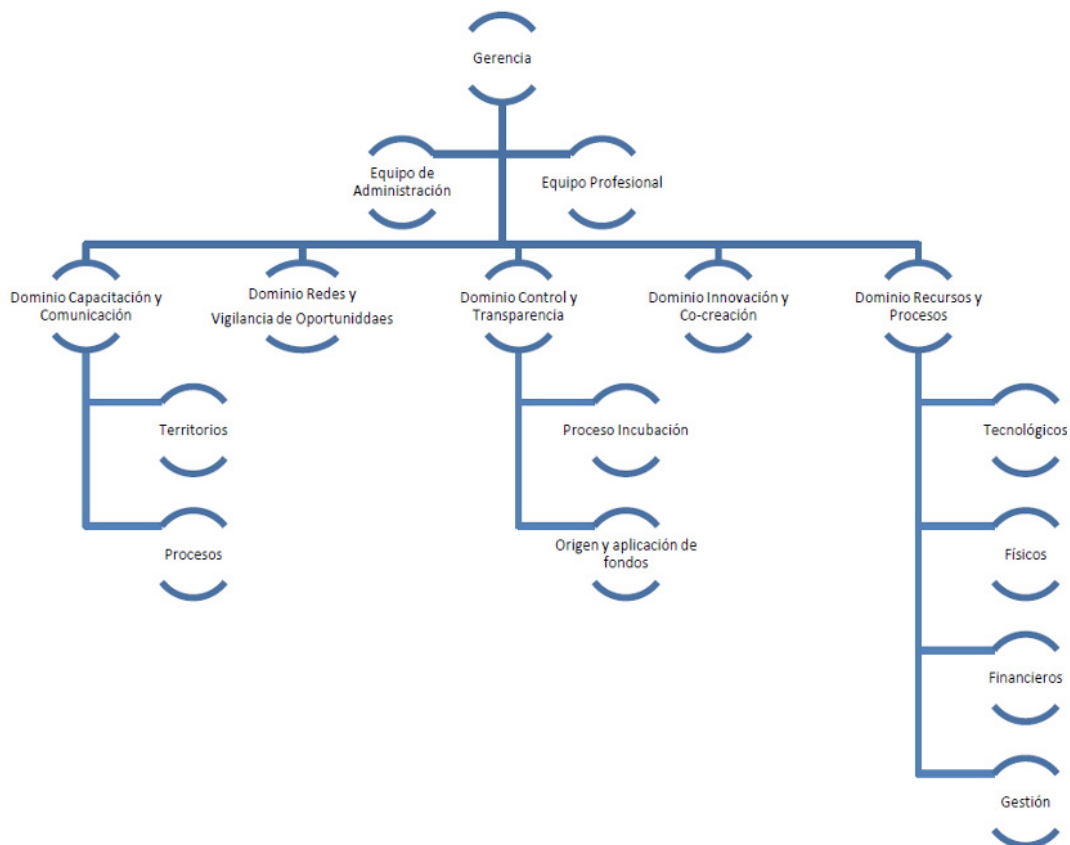 Gerencia
Equipo de
Administración
Equipo Profesional
Dominio Capacitación y
Comunicación
Dominio Redes y
Vigilancia de Oportuniddaes
Dominio Control y
Transparencia
Dominio Innovación y
Co-creación
Dominio Recursos y
Procesos
Territorios
Proceso Incubación
Tecnológicos
Procesos
Origen y aplicación de
fondos
Físicos
Financieros
Gestión